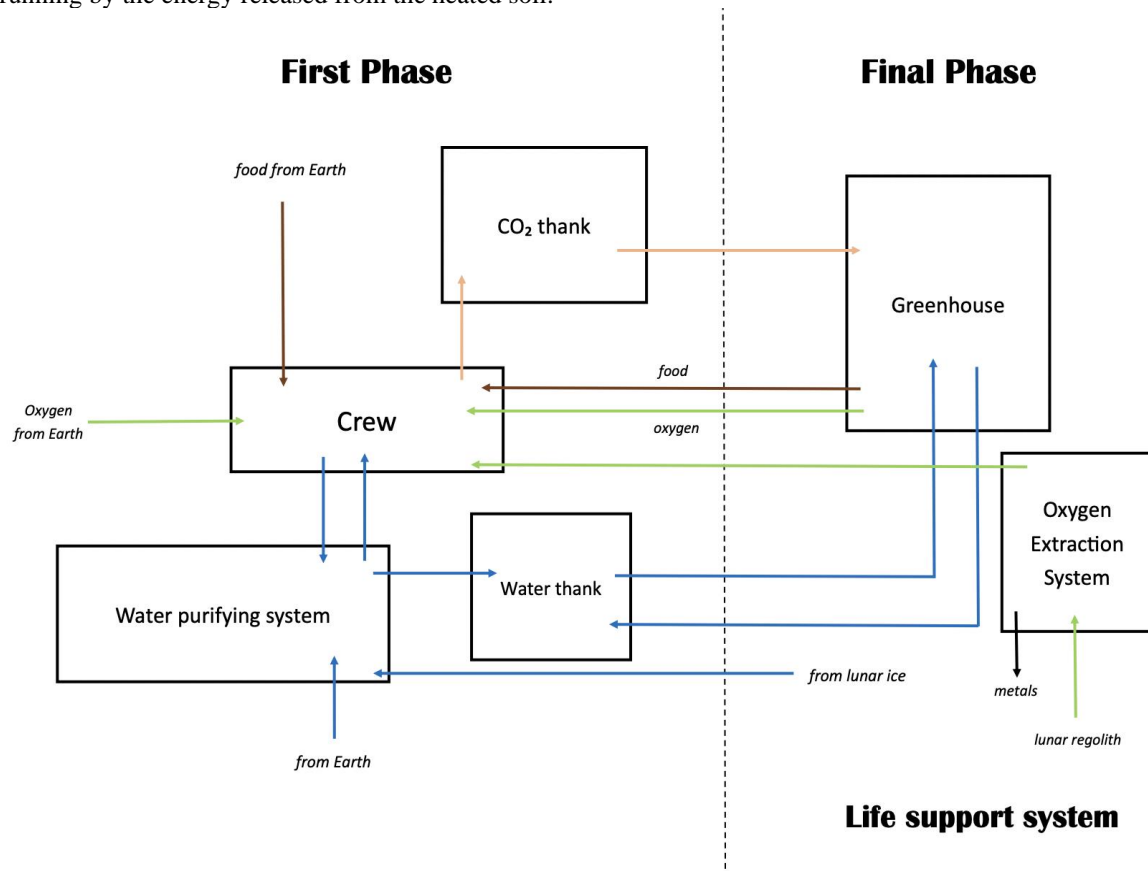 running by the energy released from the heated soil.
First Phase
Final Phase
food from Earth
CO₂ thank
Greenhouse
food
Oxygen
from Earth
Crew
oxygen
Oxygen
Extraction
System
Water thank
Water purifying system
from lunar ice
metals
lunar regolith
from Earth
Life support system